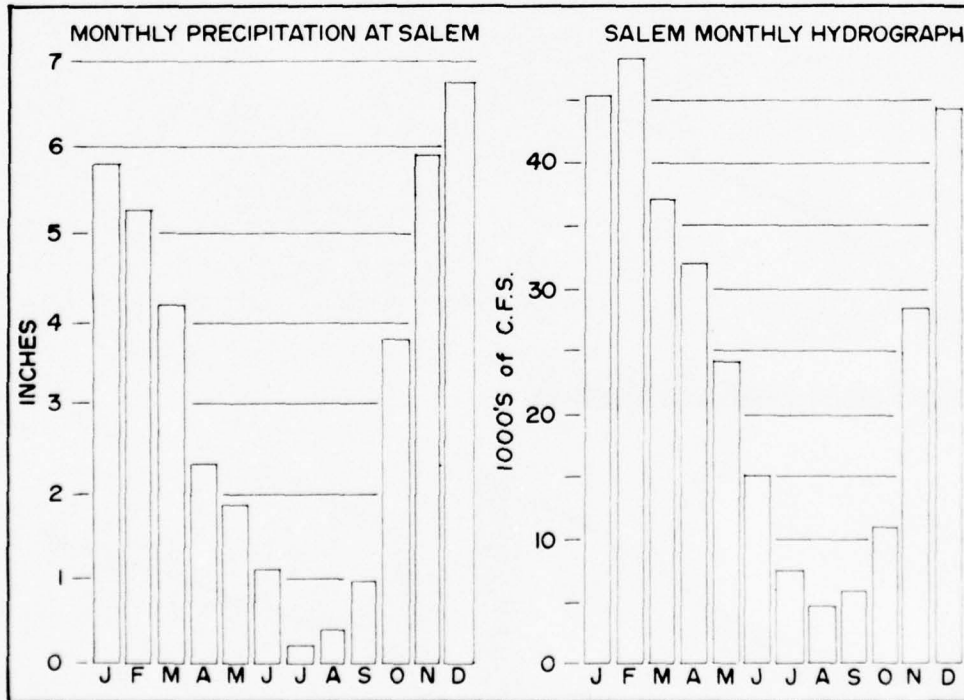 MONTHLY PRECIPITATION AT SALEM
7
6
5
4
3
2
1
0
INCHES
J F M A M J J A S O N D
SALEM MONTHLY HYDROGRAPH
40
30
20
10
0
1000'S of C.F.S.
J F M A M J J A S O N D